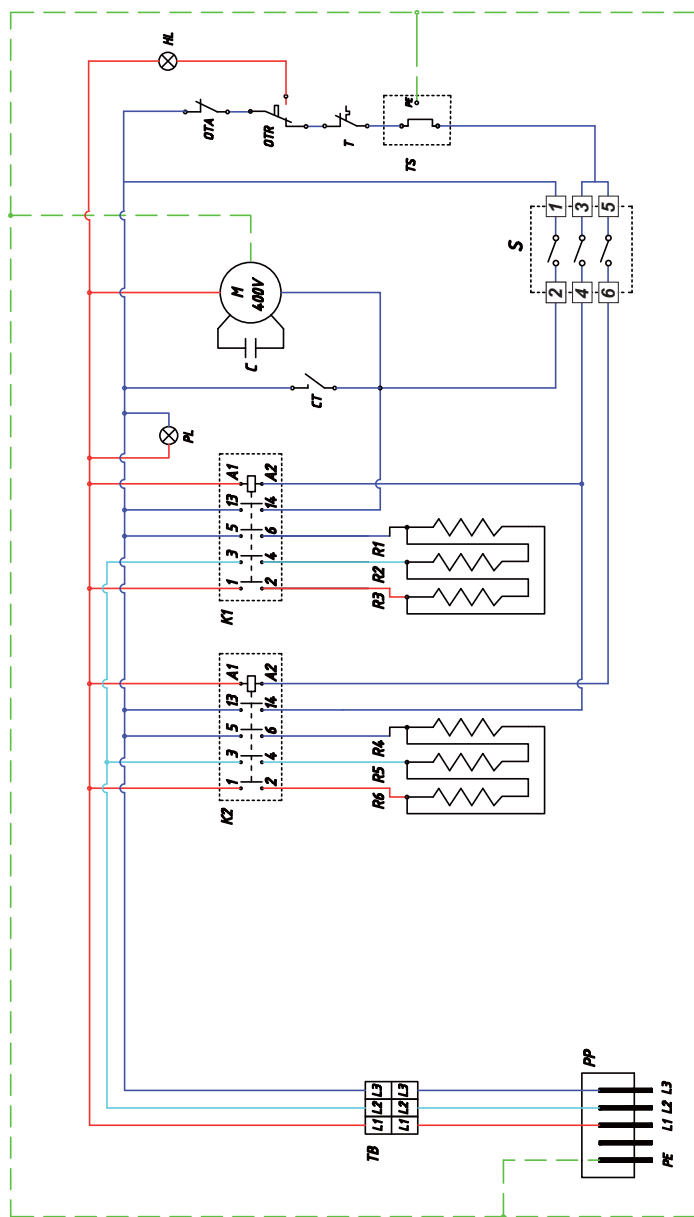 HL
OTA
OTR
T
PE
TS
M
400V
C
S
1 3 5
2 4 6
CT
PL
K1
1 3 5 13 A1
2 4 6 14 A2
R3 R2 R1
K2
1 3 5 13 A1
2 4 6 14 A2
R6 R5 R4
TB
L1 L2 L3
L1 L2 L3
PP
PE L1 L2 L3